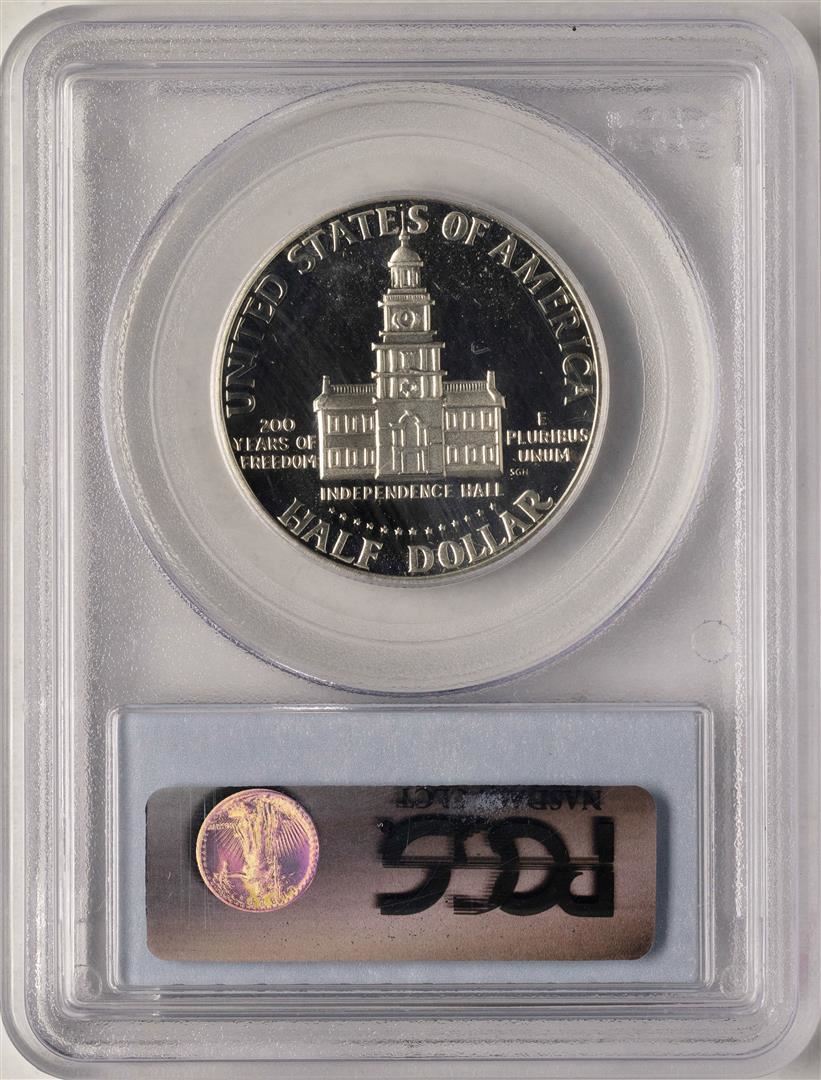 UNITED STATES OF AMERICA
200
YEARS OF
FREEDOM
E
PLURIBUS
UNUM
SGH
INDEPENDENCE HALL
HALF DOLLAR
PCGS